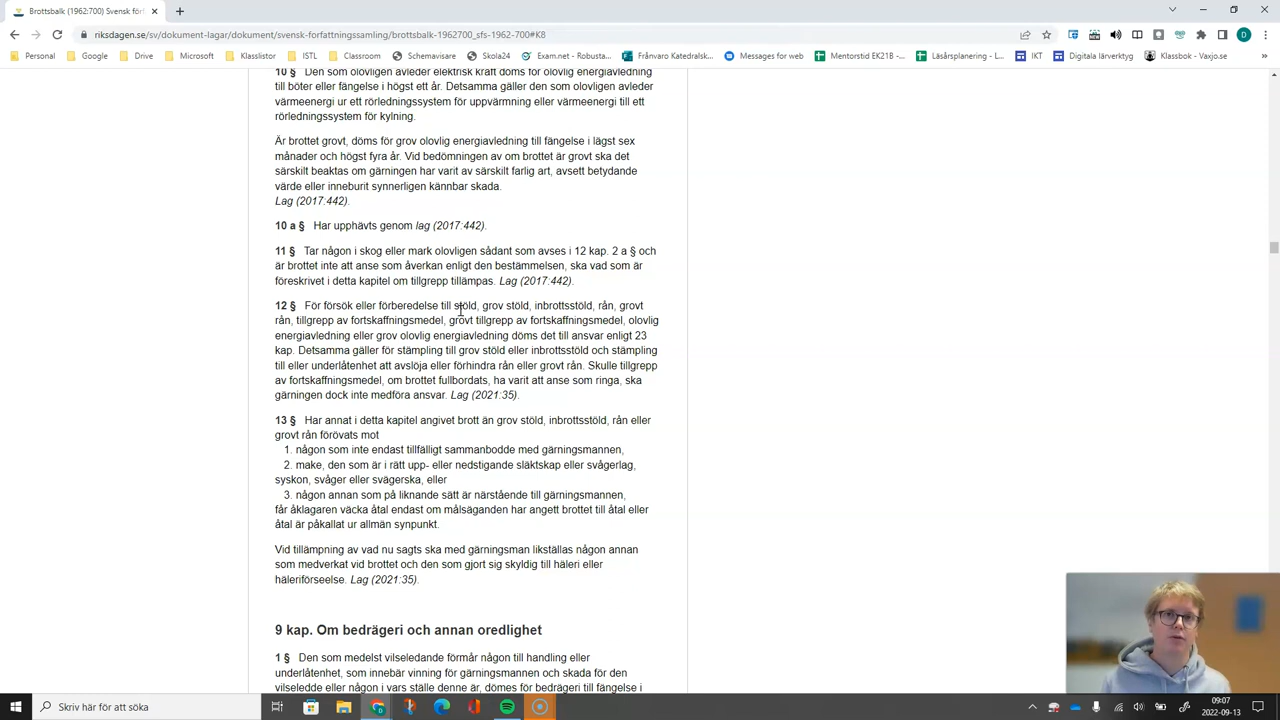 Brottsbalk (1962:700) Svensk förf
riksdagen.se/sv/dokument-lagar/dokument/svensk-forfattningssamling/brottsbalk-1962700_sfs-1962-700#K8
Personal Google Drive Microsoft Klasslistor ISTL Classroom Schemavisare Skola24 Exam.net - Robusta... Frånvaro Katedralsk... Messages for web Mentorstid EK21B -... Läsårsplanering - L... IKT Digitala lärverktyg Klassbok - Vaxjo.se
10 § Den som olovligen avleder elektrisk kraft döms för olovlig energiavledning
till böter eller fängelse i högst ett år. Detsamma gäller den som olovligen avleder
värmeenergi ur ett rörledningssystem för uppvärmning eller värmeenergi till ett
rörledningssystem för kylning.
Är brottet grovt, döms för grov olovlig energiavledning till fängelse i lägst sex
månader och högst fyra år. Vid bedömningen av om brottet är grovt ska det
särskilt beaktas om gärningen har varit av särskilt farlig art, avsett betydande
värde eller inneburit synnerligen kännbar skada.
Lag (2017:442).
10 a § Har upphävts genom lag (2017:442).
11 § Tar någon i skog eller mark olovligen sådant som avses i 12 kap. 2 a § och
är brottet inte att anse som åverkan enligt den bestämmelsen, ska vad som är
föreskrivet i detta kapitel om tillgrepp tillämpas. Lag (2017:442).
12 § För försök eller förberedelse till stöld, grov stöld, inbrottsstöld, rån, grovt
rån, tillgrepp av fortskaffningsmedel, grovt tillgrepp av fortskaffningsmedel, olovlig
energiavledning eller grov olovlig energiavledning döms det till ansvar enligt 23
kap. Detsamma gäller för stämpling till grov stöld eller inbrottsstöld och stämpling
till eller underlåtenhet att avslöja eller förhindra rån eller grovt rån. Skulle tillgrepp
av fortskaffningsmedel, om brottet fullbordats, ha varit att anse som ringa, ska
gärningen dock inte medföra ansvar. Lag (2021:35).
13 § Har annat i detta kapitel angivet brott än grov stöld, inbrottsstöld, rån eller
grovt rån förövats mot
1. någon som inte endast tillfälligt sammanbodde med gärningsmannen,
2. make, den som är i rätt upp- eller nedstigande släktskap eller svågerlag,
syskon, svåger eller svägerska, eller
3. någon annan som på liknande sätt är närstående till gärningsmannen,
får åklagaren väcka åtal endast om målsäganden har angett brottet till åtal eller
åtal är påkallat ur allmän synpunkt.
Vid tillämpning av vad nu sagts ska med gärningsman likställas någon annan
som medverkat vid brottet och den som gjort sig skyldig till häleri eller
häleriförseelse. Lag (2021:35).
9 kap. Om bedrägeri och annan oredlighet
1 § Den som medelst vilseledande förmår någon till handling eller
underlåtenhet, som innebär vinning för gärningsmannen och skada för den
vilseledde eller någon i vars ställe denne är, dömes för bedrägeri till fängelse i
Skriv här för att söka
09:07
2022-09-13